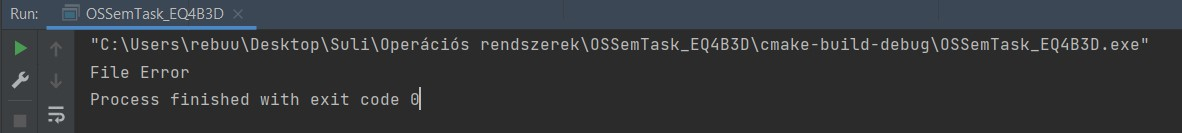 Run: OSSemTask_EQ4B3D
"C:\Users\rebuu\Desktop\Suli\Operációs rendszerek\OSSemTask_EQ4B3D\cmake-build-debug\OSSemTask_EQ4B3D.exe"
File Error
Process finished with exit code 0